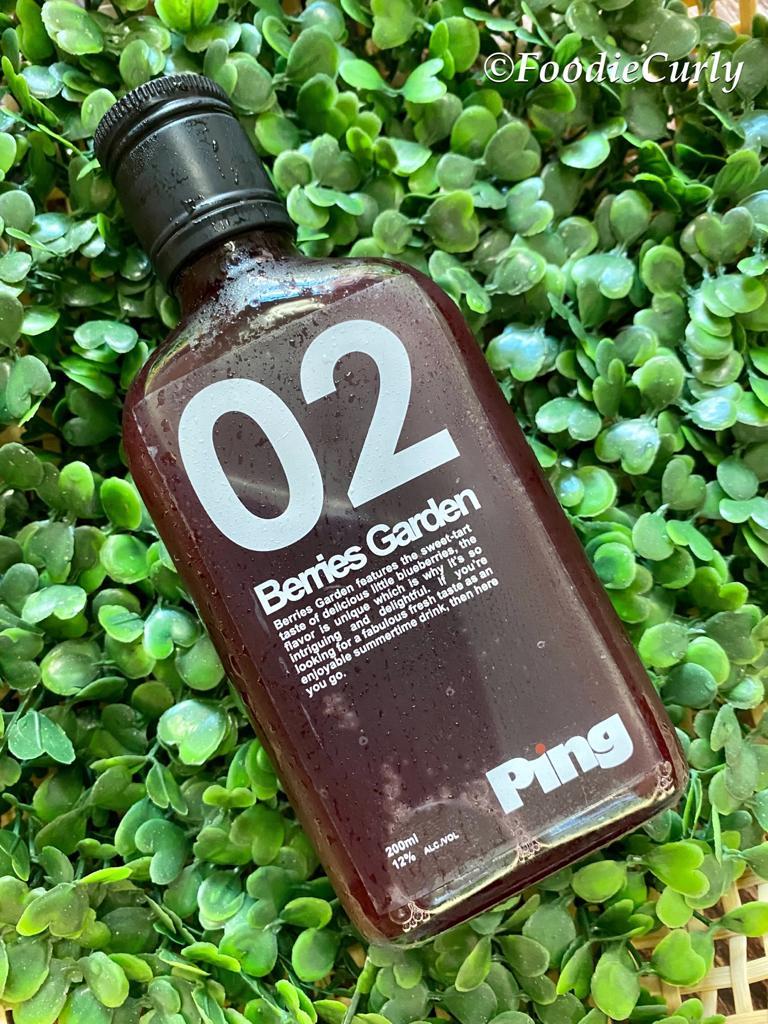 ©FoodieCurly
02
Berries Garden
Berries Garden features the sweet-tart
taste of delicious little blueberries, the
flavor is unique which is why it's so
intriguing and delightful. If you're
looking for a fabulous fresh taste as an
enjoyable summertime drink, then here
you go.
Ping
200ml
12% ALC./VOL